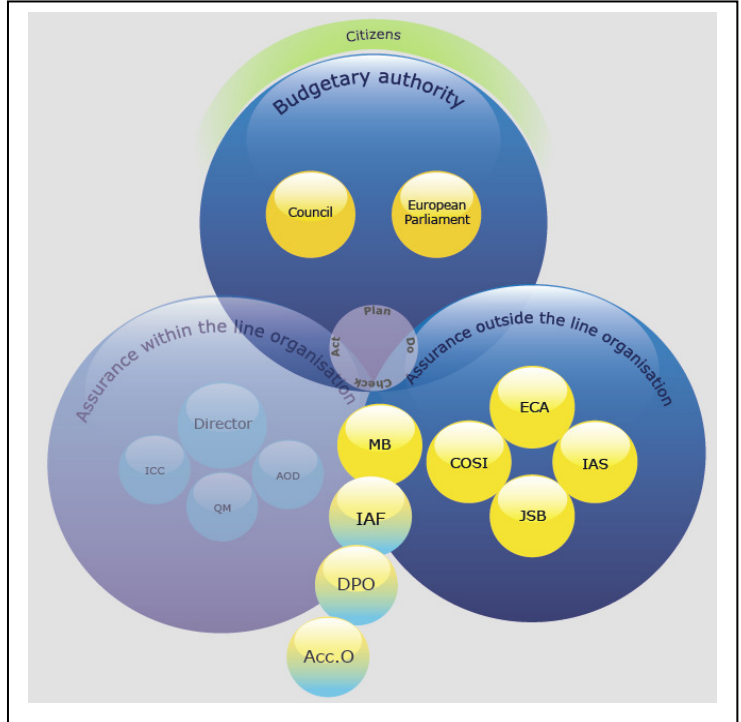 Citizens
Budgetary authority
Council
European
Parliament
Plan
Do
Check
Act
Assurance within the line organisation
Director
ICC
AOD
QM
Assurance outside the line organisation
ECA
COSI
IAS
JSB
MB
IAF
DPO
Acc.O